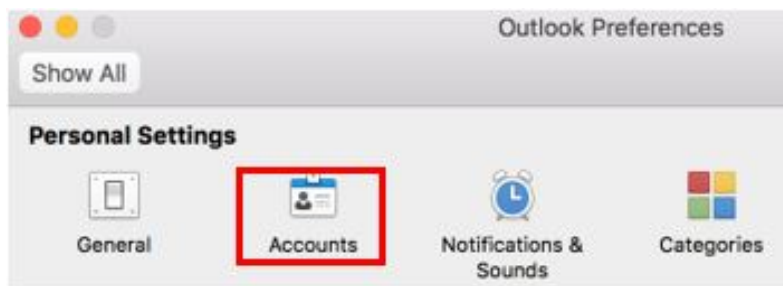 Outlook Preferences
Show All
Personal Settings
General
Accounts
Notifications &
Sounds
Categories